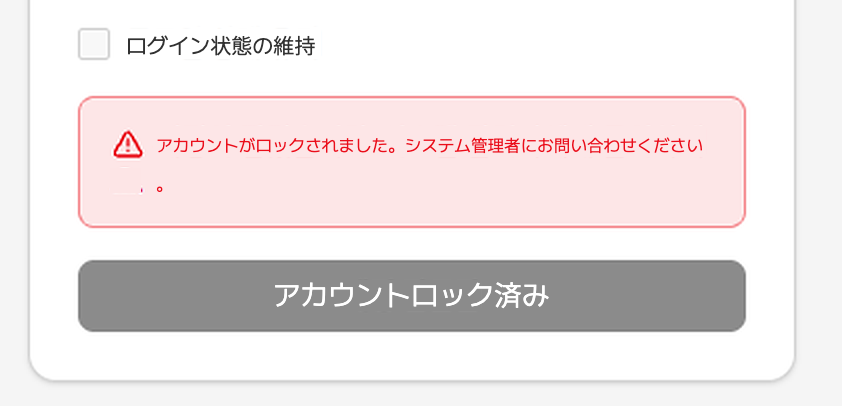 ログイン状態の維持
アカウントがロックされました。システム管理者にお問い合わせください
。
アカウントロック済み